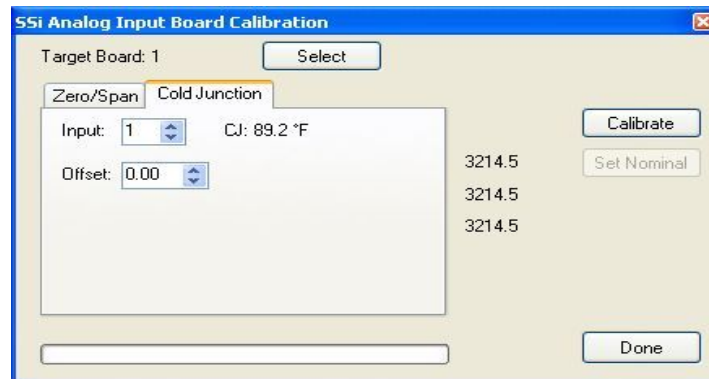 SSi Analog Input Board Calibration
Target Board: 1 Select
Zero/Span Cold Junction
Input: 1 CJ: 89.2 °F
Calibrate
Offset: 0.00
3214.5 Set Nominal
3214.5
3214.5
Done